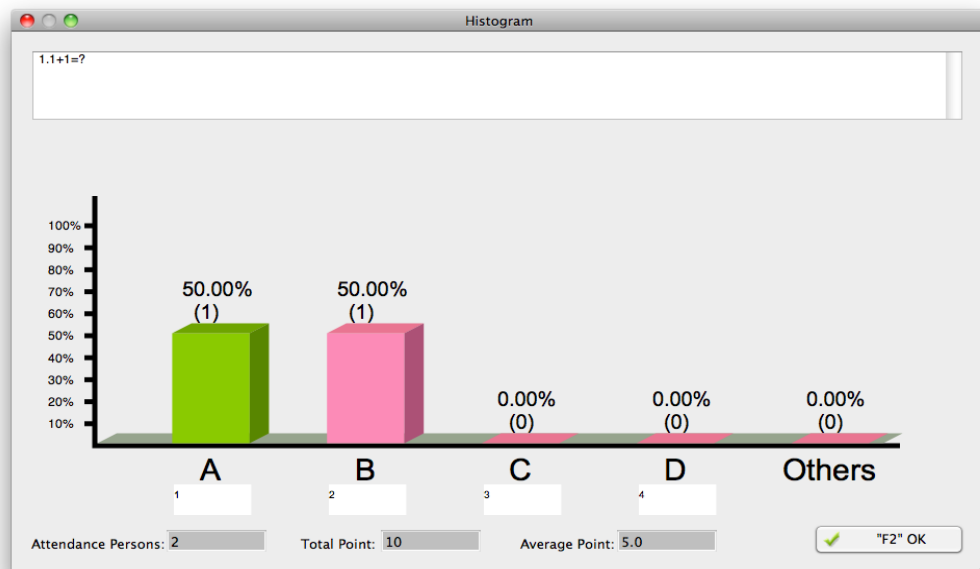 Histogram
1.1+1=?
100%
90%
80%
70%
60%
50%
40%
30%
20%
10%
50.00% 50.00%
(1) (1)
0.00% 0.00% 0.00%
(0) (0) (0)
A B C D Others
1 2 3 4
Attendance Persons: 2 Total Point: 10 Average Point: 5.0 "F2" OK